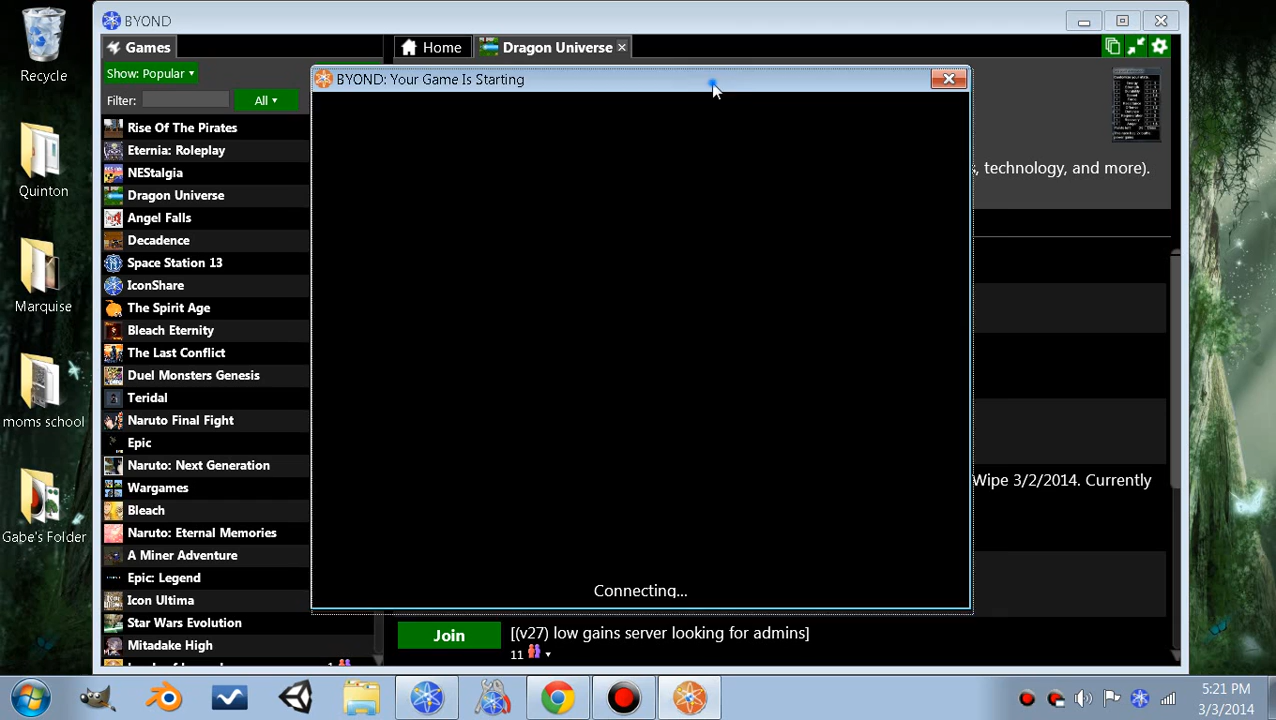 Recycle
Quinton
Marquise
moms school
Gabe's Folder
BYOND
Games
Home
Dragon Universe
Show: Popular
Filter:
All
Rise Of The Pirates
Eternia: Roleplay
NEStalgia
Dragon Universe
Angel Falls
Decadence
Space Station 13
IconShare
The Spirit Age
Bleach Eternity
The Last Conflict
Duel Monsters Genesis
Teridal
Naruto Final Fight
Epic
Naruto: Next Generation
Wargames
Bleach
Naruto: Eternal Memories
A Miner Adventure
Epic: Legend
Icon Ultima
Star Wars Evolution
Mitadake High
BYOND: Your Game Is Starting
Connecting...
, technology, and more).
Wipe 3/2/2014. Currently
Join
[(v27) low gains server looking for admins]
11
5:21 PM
3/3/2014